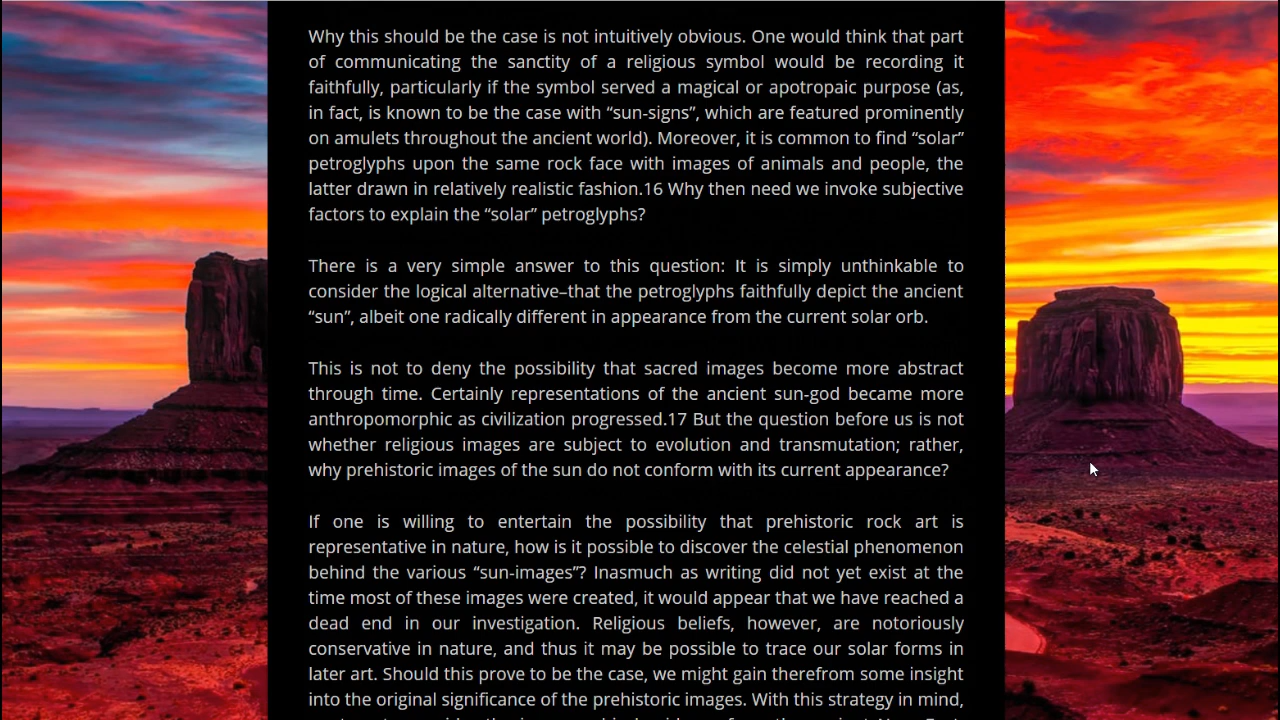 Why this should be the case is not intuitively obvious. One would think that part
of communicating the sanctity of a religious symbol would be recording it
faithfully, particularly if the symbol served a magical or apotropaic purpose (as,
in fact, is known to be the case with “sun-signs”, which are featured prominently
on amulets throughout the ancient world). Moreover, it is common to find “solar”
petroglyphs upon the same rock face with images of animals and people, the
latter drawn in relatively realistic fashion.16 Why then need we invoke subjective
factors to explain the “solar” petroglyphs?
There is a very simple answer to this question: It is simply unthinkable to
consider the logical alternative–that the petroglyphs faithfully depict the ancient
“sun”, albeit one radically different in appearance from the current solar orb.
This is not to deny the possibility that sacred images become more abstract
through time. Certainly representations of the ancient sun-god became more
anthropomorphic as civilization progressed.17 But the question before us is not
whether religious images are subject to evolution and transmutation; rather,
why prehistoric images of the sun do not conform with its current appearance?
If one is willing to entertain the possibility that prehistoric rock art is
representative in nature, how is it possible to discover the celestial phenomenon
behind the various “sun-images”? Inasmuch as writing did not yet exist at the
time most of these images were created, it would appear that we have reached a
dead end in our investigation. Religious beliefs, however, are notoriously
conservative in nature, and thus it may be possible to trace our solar forms in
later art. Should this prove to be the case, we might gain therefrom some insight
into the original significance of the prehistoric images. With this strategy in mind,